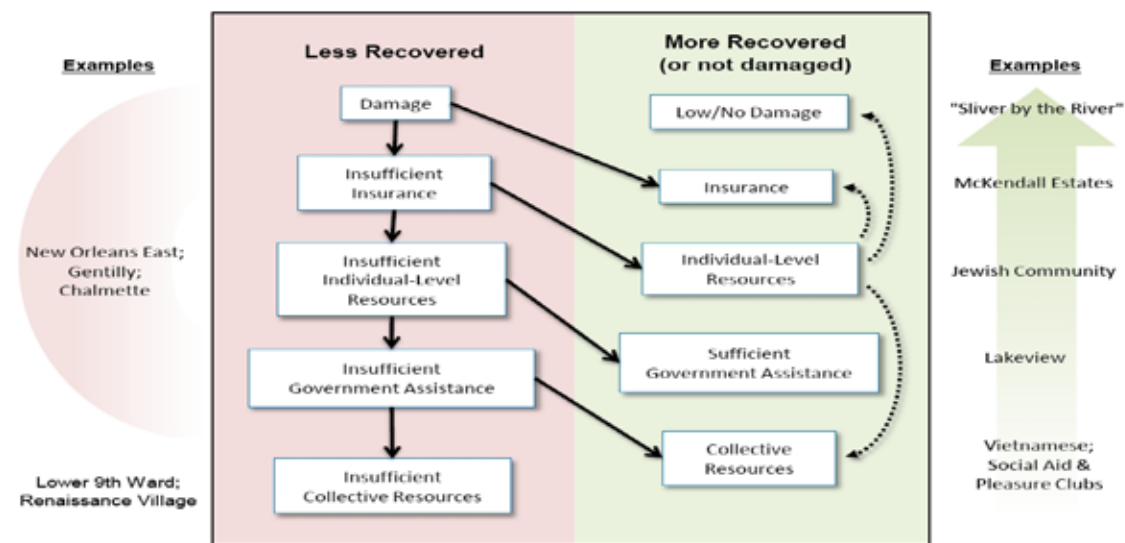 Examples
New Orleans East;
Gentilly;
Chalmette
Lower 9th Ward;
Renaissance Village
Less Recovered
Damage
Insufficient
Insurance
Insufficient
Individual-Level
Resources
Insufficient
Government Assistance
Insufficient
Collective Resources
More Recovered
(or not damaged)
Low/No Damage
Insurance
Individual-Level
Resources
Sufficient
Government Assistance
Collective
Resources
Examples
"Sliver by the River"
McKendall Estates
Jewish Community
Lakeview
Vietnamese;
Social Aid &
Pleasure Clubs